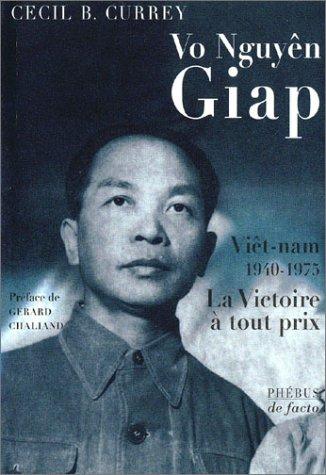 CECIL B. CURREY
Vo Nguyên
Giap
Viêt-nam
1940-1975
La Victoire
à tout prix
Préface de
GÉRARD
CHALIAND
PHÉBUS
de facto